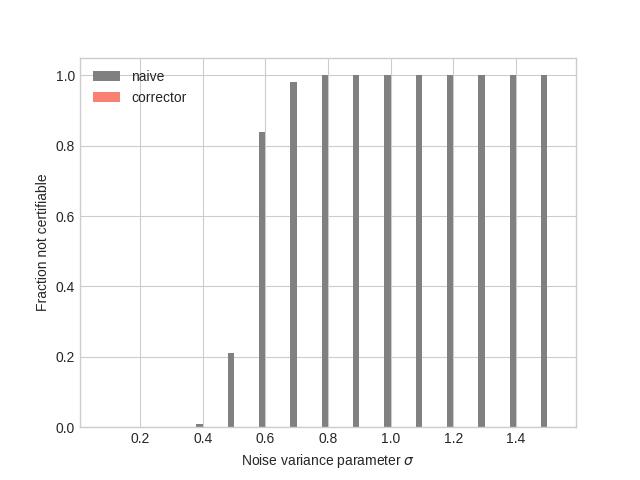 naive
corrector
Fraction not certifiable
1.0
0.8
0.6
0.4
0.2
0.0
0.2 0.4 0.6 0.8 1.0 1.2 1.4
Noise variance parameter σ